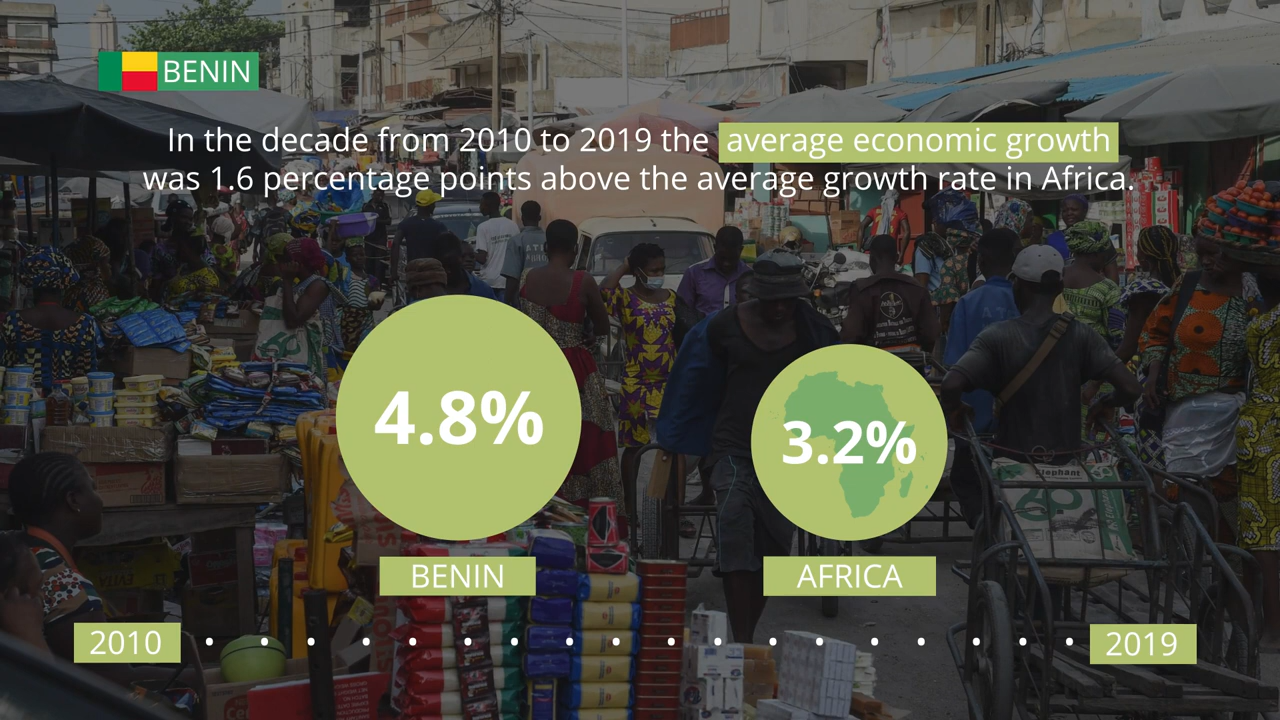 BENIN
In the decade from 2010 to 2019 the average economic growth
was 1.6 percentage points above the average growth rate in Africa.
4.8%
3.2%
Elephant
BENIN
AFRICA
2010
2019